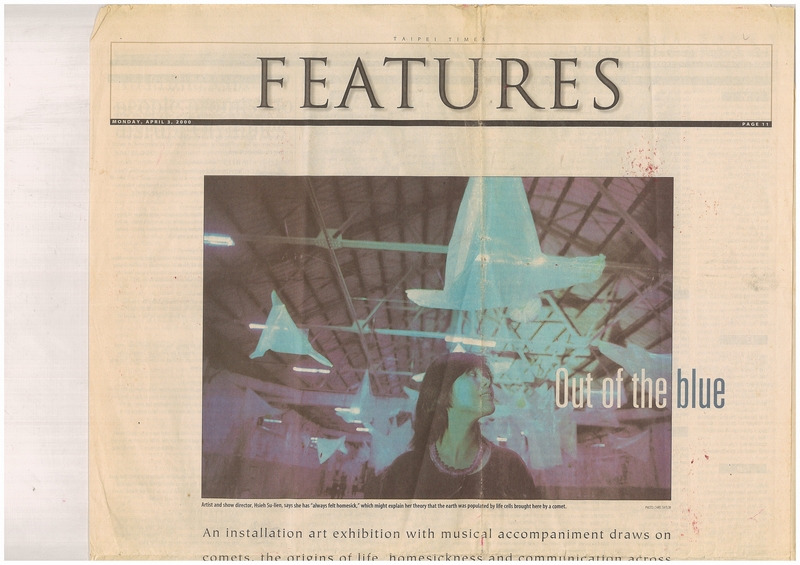 TAIPEI TIMES
FEATURES
MONDAY, APRIL 3, 2000 PAGE 11
Out of the blue
Artist and show director, Hsieh Su-lien, says she has "always felt homesick," which might explain her theory that the earth was populated by life cells brought here by a comet.
An installation art exhibition with musical accompaniment draws on
comets, the origins of life, homesickness and communication across